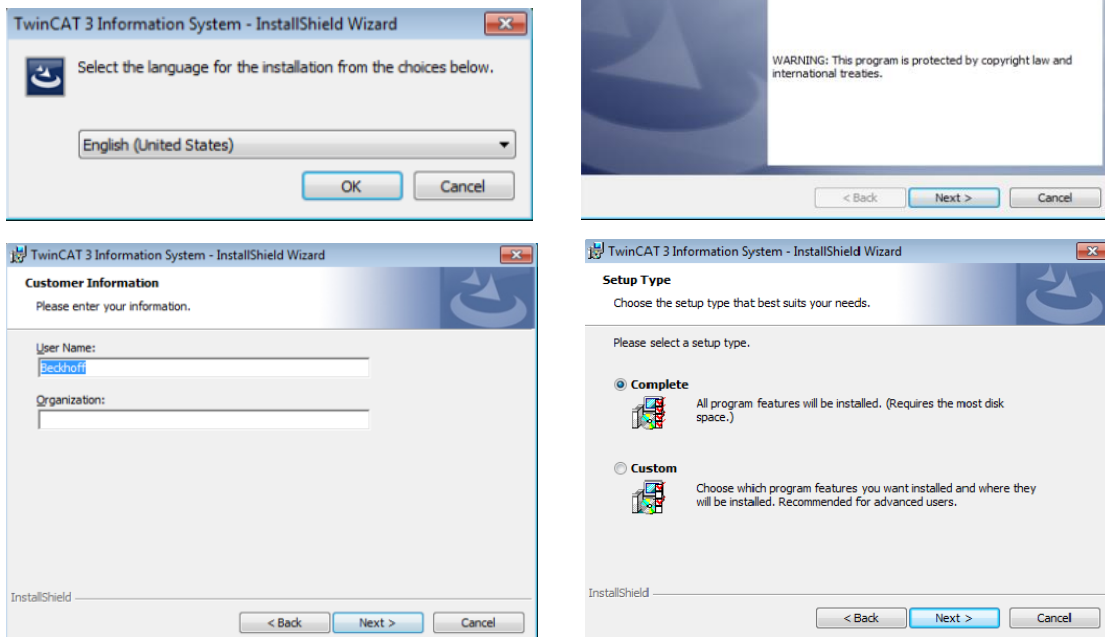 TwinCAT 3 Information System - InstallShield Wizard
Select the language for the installation from the choices below.
English (United States)
OK
Cancel
WARNING: This program is protected by copyright law and
international treaties.
< Back
Next >
Cancel
TwinCAT 3 Information System - InstallShield Wizard
Customer Information
Please enter your information.
User Name:
Beckhoff
Organization:
InstallShield
< Back
Next >
Cancel
TwinCAT 3 Information System - InstallShield Wizard
Setup Type
Choose the setup type that best suits your needs.
Please select a setup type.
Complete
All program features will be installed. (Requires the most disk
space.)
Custom
Choose which program features you want installed and where they
will be installed. Recommended for advanced users.
InstallShield
< Back
Next >
Cancel